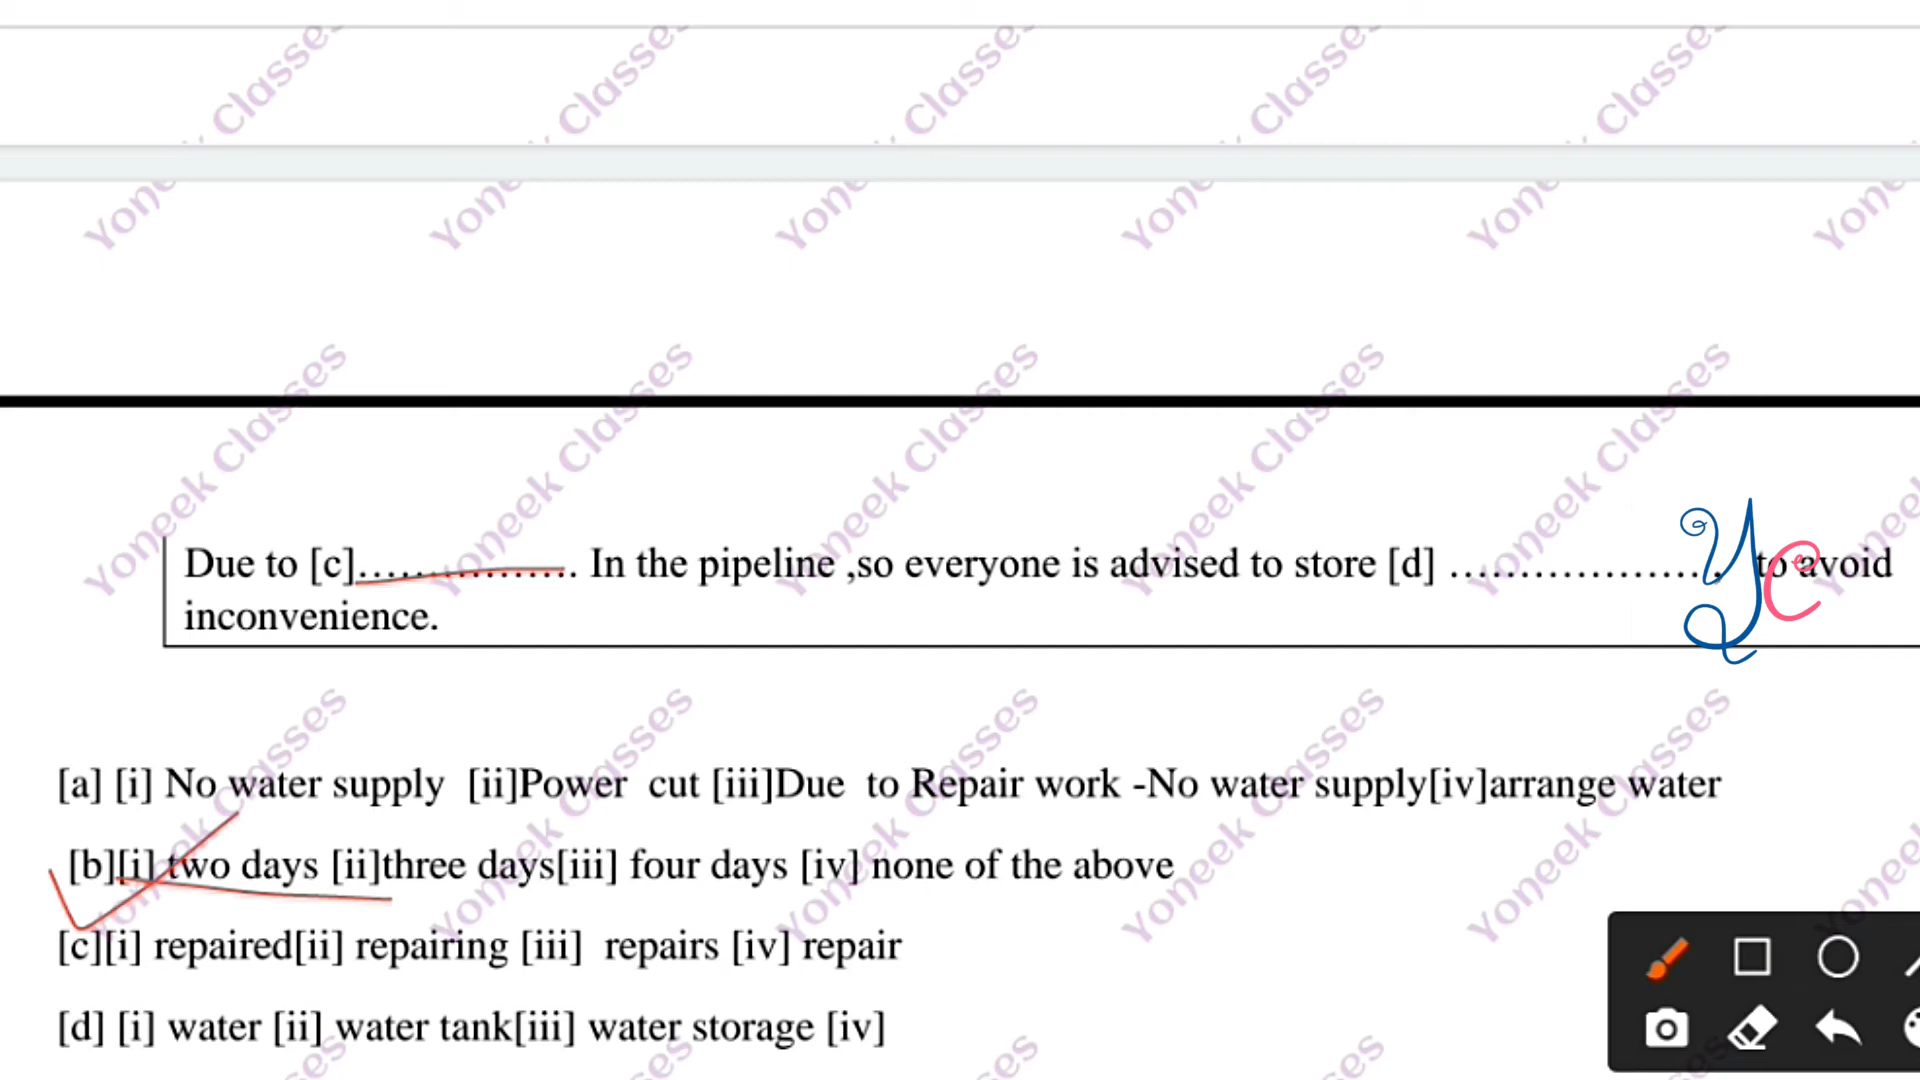 Yoneek Classes
Due to [c].................. In the pipeline ,so everyone is advised to store [d] ..................... to avoid
inconvenience.
YC
[a] [i] No water supply [ii]Power cut [iii]Due to Repair work -No water supply[iv]arrange water
[b][i] two days [ii]three days[iii] four days [iv] none of the above
[c][i] repaired[ii] repairing [iii] repairs [iv] repair
[d] [i] water [ii] water tank[iii] water storage [iv]